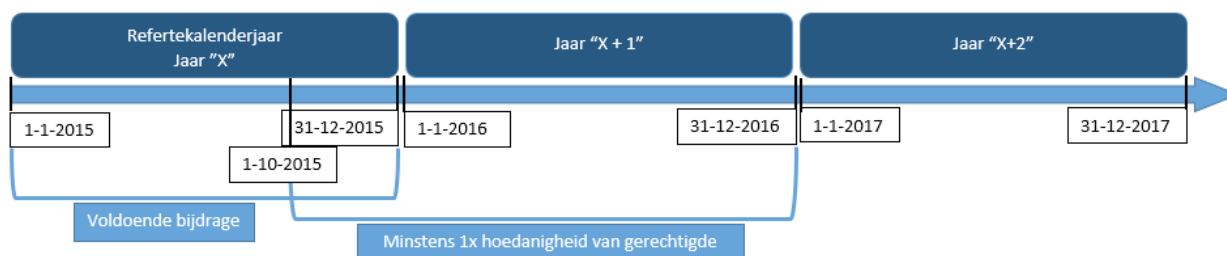 Refertekalenderjaar
Jaar ”X”
Jaar “X + 1”
Jaar “X+2”
1-1-2015
31-12-2015
1-1-2016
31-12-2016
1-1-2017
31-12-2017
1-10-2015
Voldoende bijdrage
Minstens 1x hoedanigheid van gerechtigde